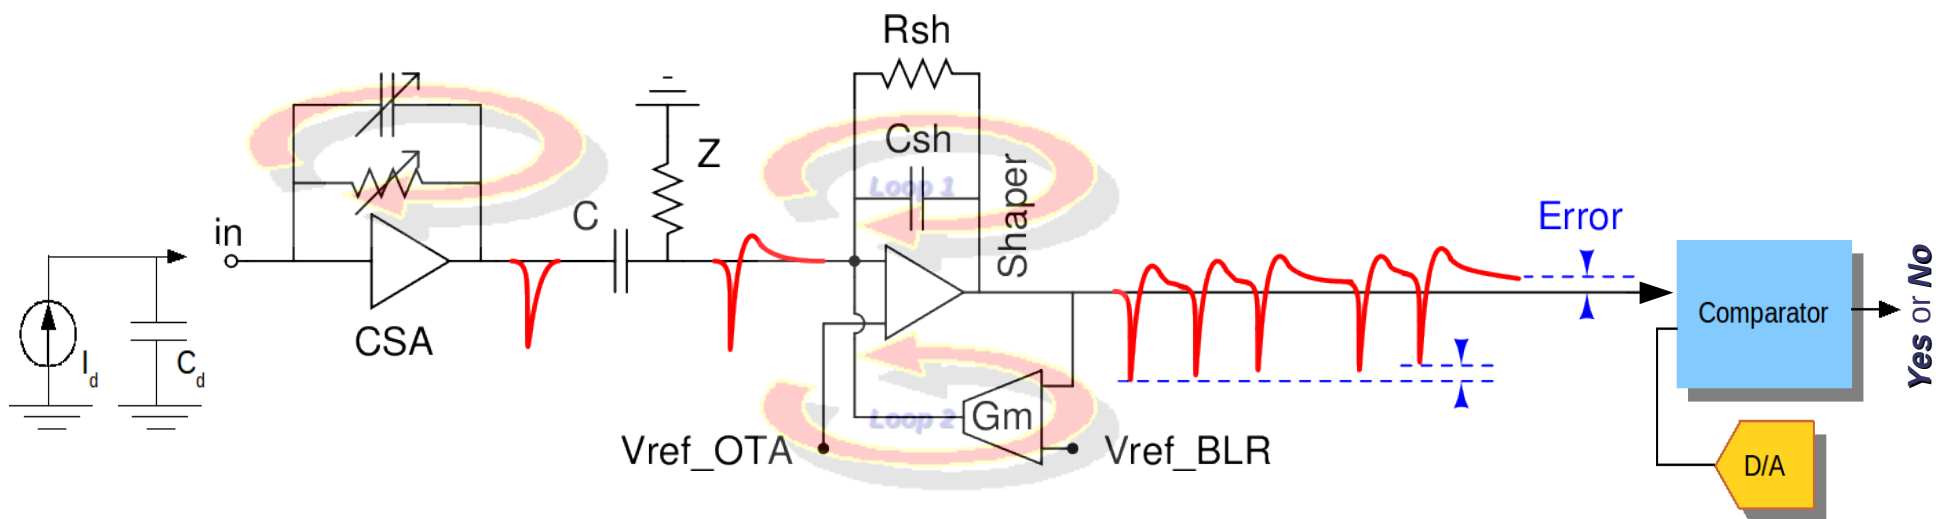 Rsh
Csh
Loop 1
Shaper
Z
C
in
CSA
Error
Id
Cd
Comparator
Yes or No
Loop 2
Gm
Vref_OTA
Vref_BLR
D/A